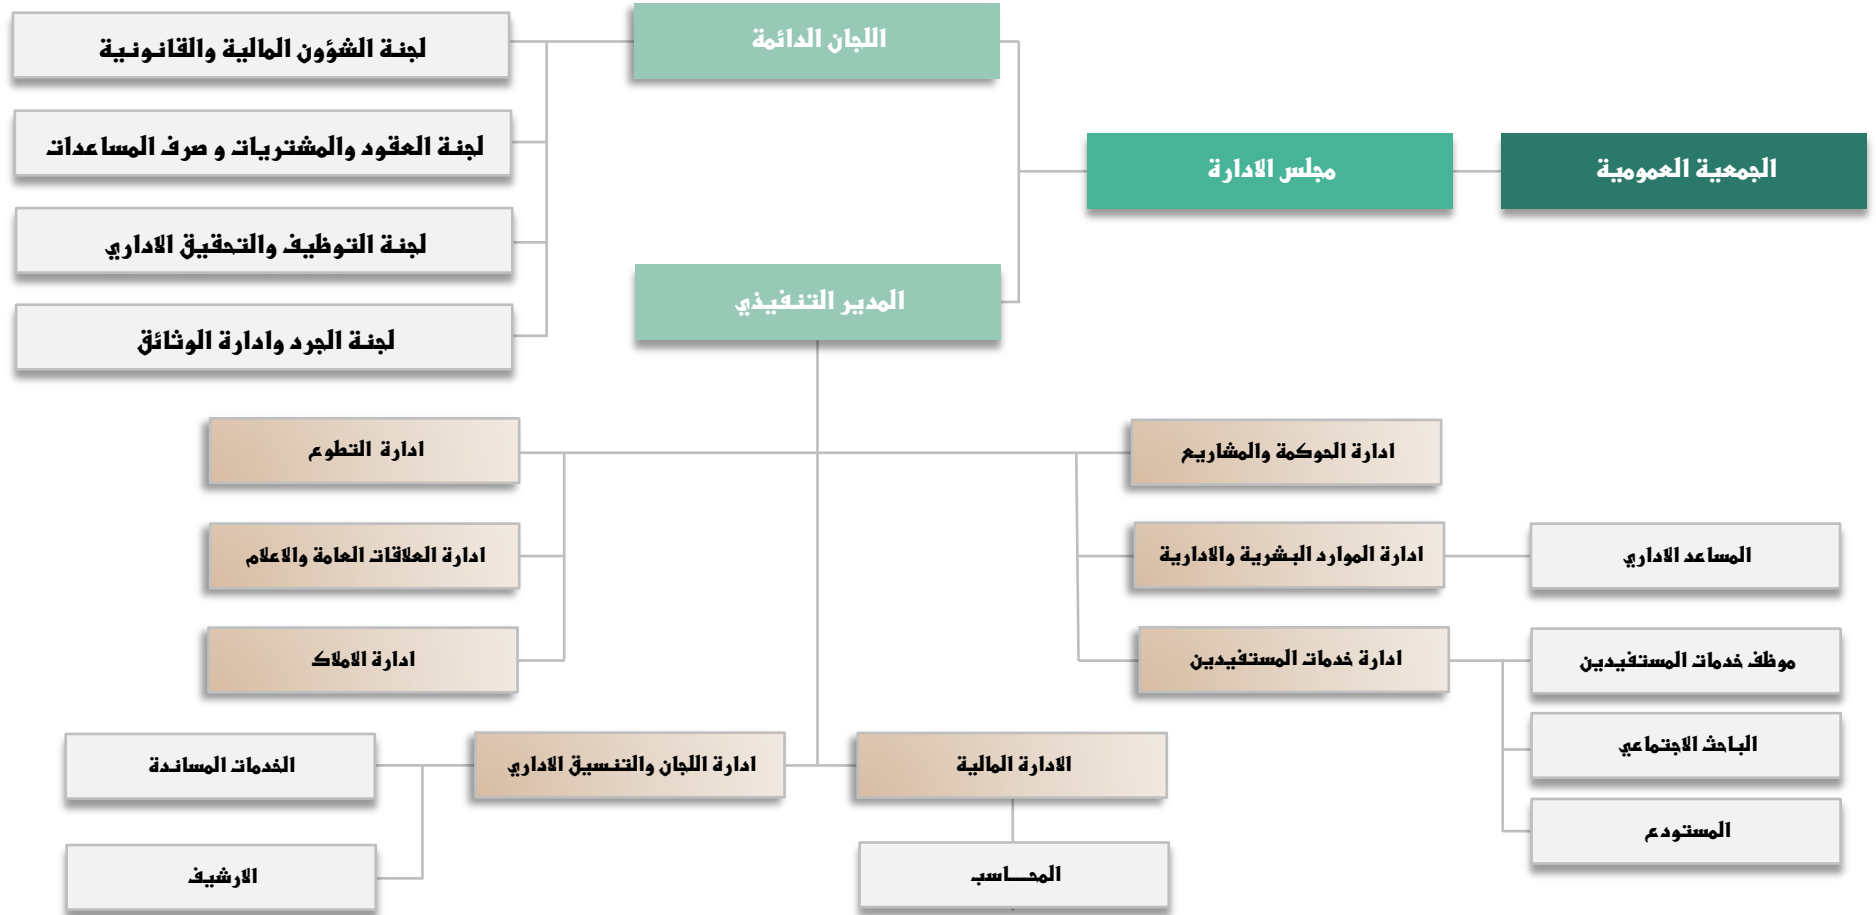 الجمعية العمومية
مجلس الادارة
اللجان الدائمة
لجنة الشؤون المالية والقانونية
لجنة العقود والمشتريات و صرف المساعدات
لجنة التوظيف والتحقيق الاداري
لجنة الجرد وادارة الوثائق
المدير التنفيذي
ادارة الحوكمة والمشاريع
ادارة التطوع
المساعد الاداري
ادارة الموارد البشرية والادارية
ادارة العلاقات العامة والاعلام
موظف خدمات المستفيدين
ادارة خدمات المستفيدين
ادارة الاملاك
الباحث الاجتماعي
المستودع
الادارة المالية
ادارة اللجان والتنسيق الاداري
الخدمات المساندة
المحـــاسب
الارشيف